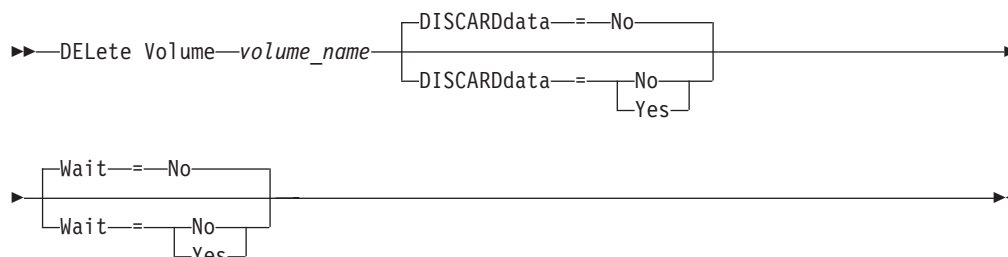 DISCARDdata = No
DELete Volume volume_name
DISCARDdata = No
Yes
Wait = No
Wait = No
Yes